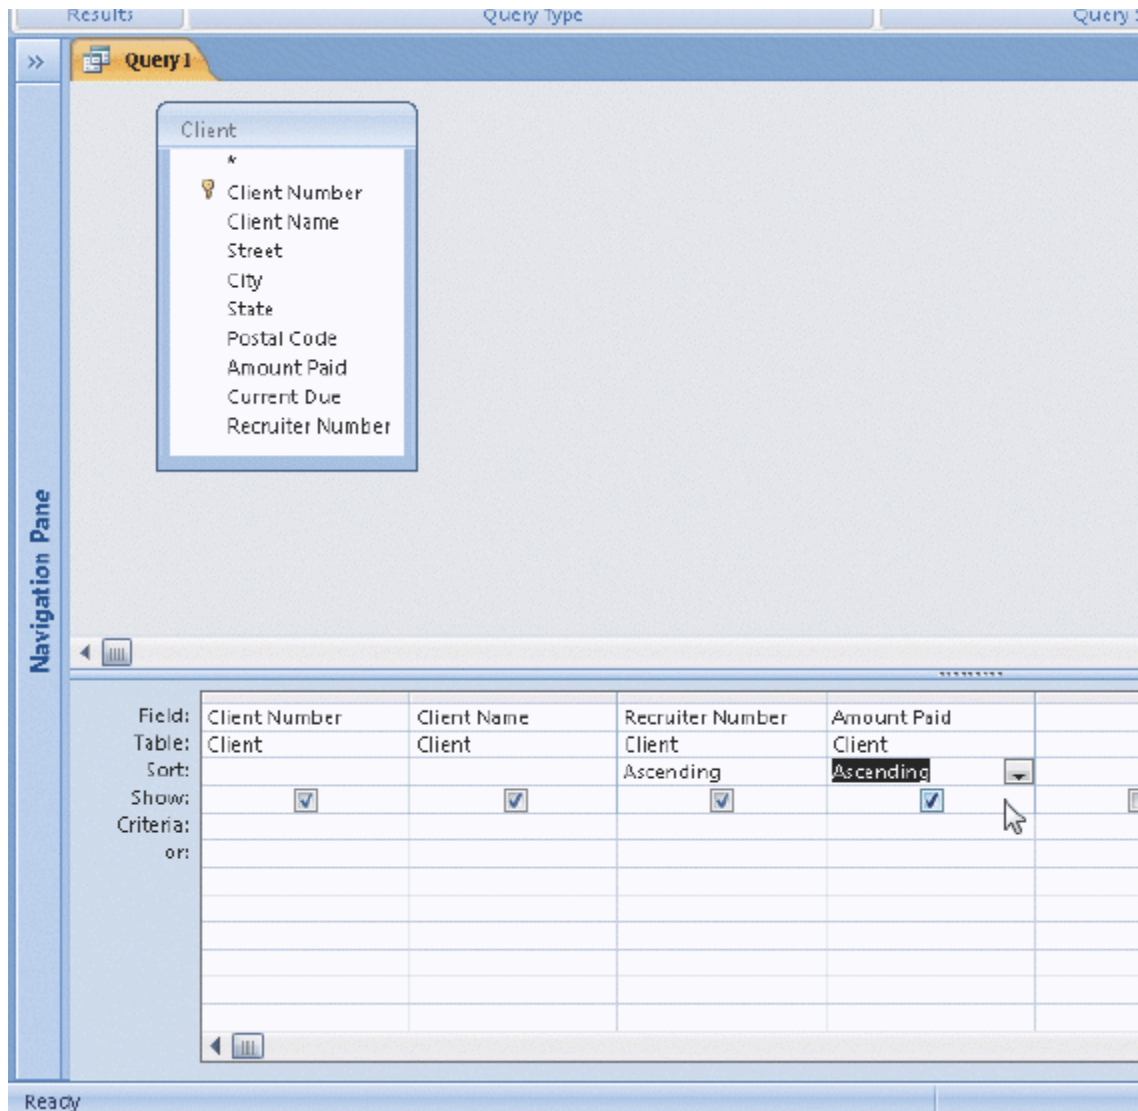 Results Query Type Query
» Query1
Client
*
Client Number
Client Name
Street
City
State
Postal Code
Amount Paid
Current Due
Recruiter Number
Navigation Pane
Field: Client Number Client Name Recruiter Number Amount Paid
Table: Client Client Client Client
Sort: Ascending Ascending
Show:
Criteria:
or:
Ready